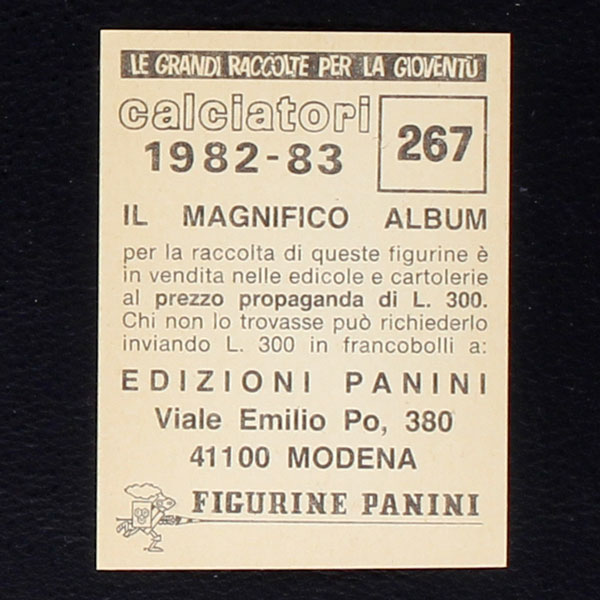 LE GRANDI RACCOLTE PER LA GIOVENTÙ
calciatori
1982-83
267
IL MAGNIFICO ALBUM
per la raccolta di queste figurine è
in vendita nelle edicole e cartolerie
al prezzo propaganda di L. 300.
Chi non lo trovasse può richiederlo
inviando L. 300 in francobolli a:
EDIZIONI PANINI
Viale Emilio Po, 380
41100 MODENA
FIGURINE PANINI